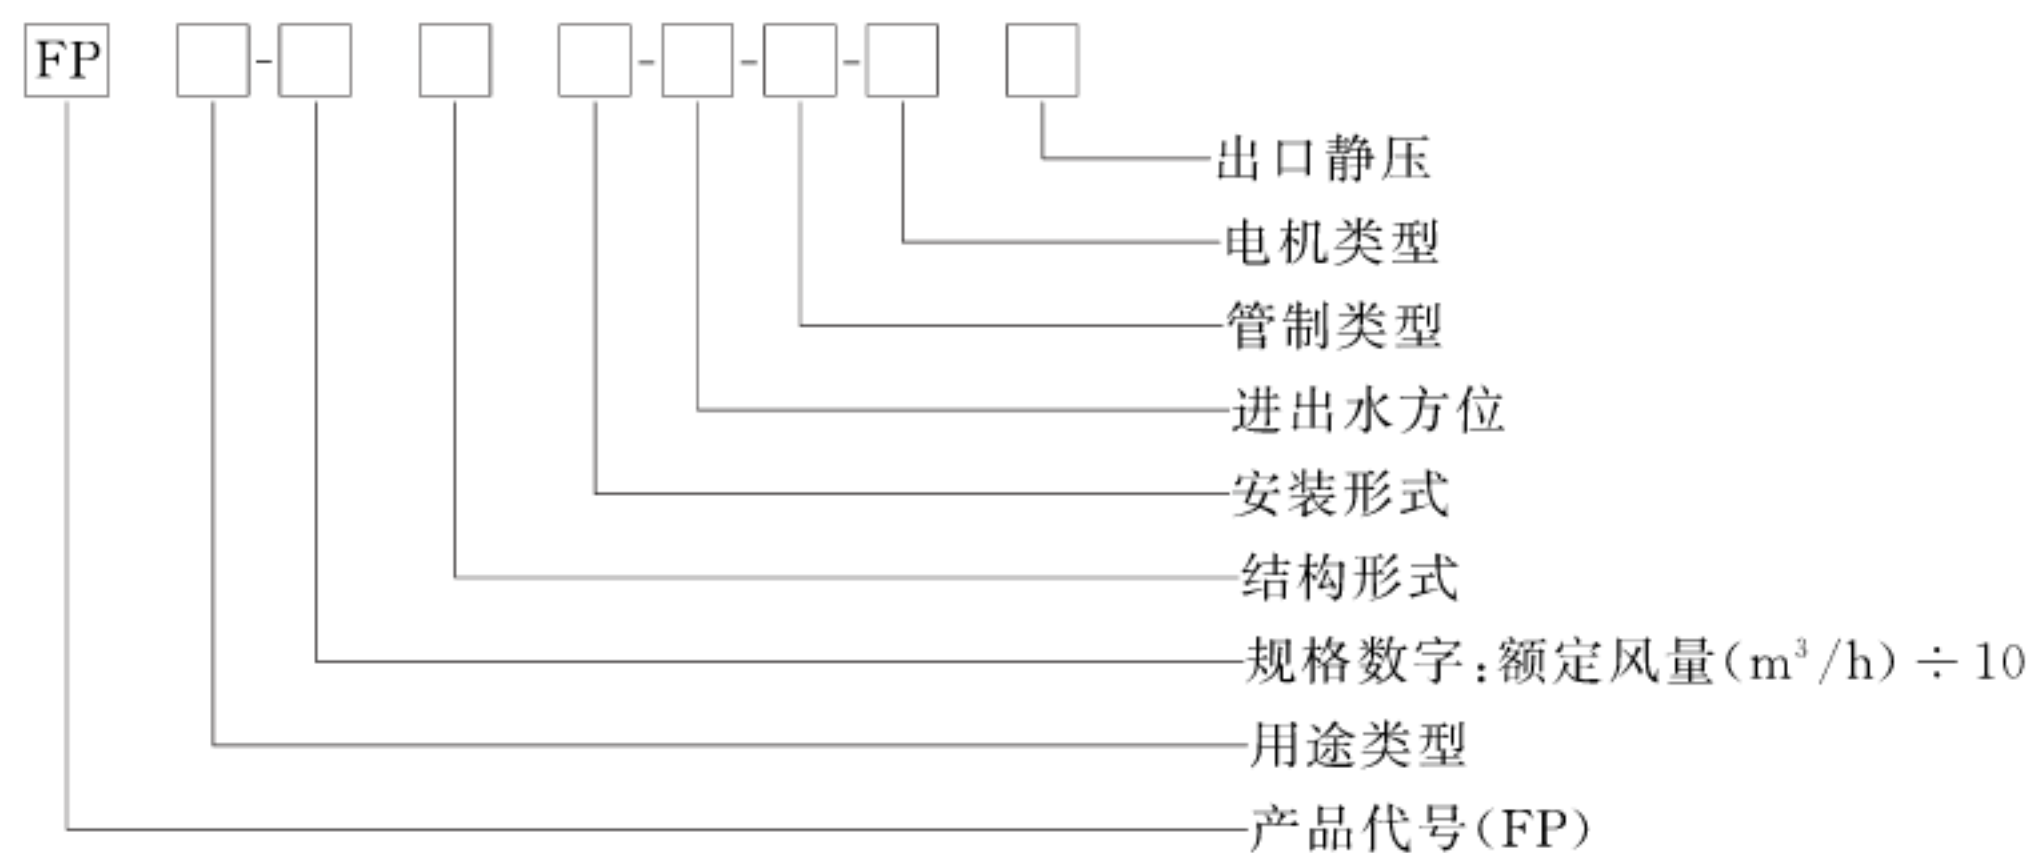 FP - - - -
出口静压
电机类型
管制类型
进出水方位
安装形式
结构形式
规格数字:额定风量(m³/h)÷10
用途类型
产品代号(FP)